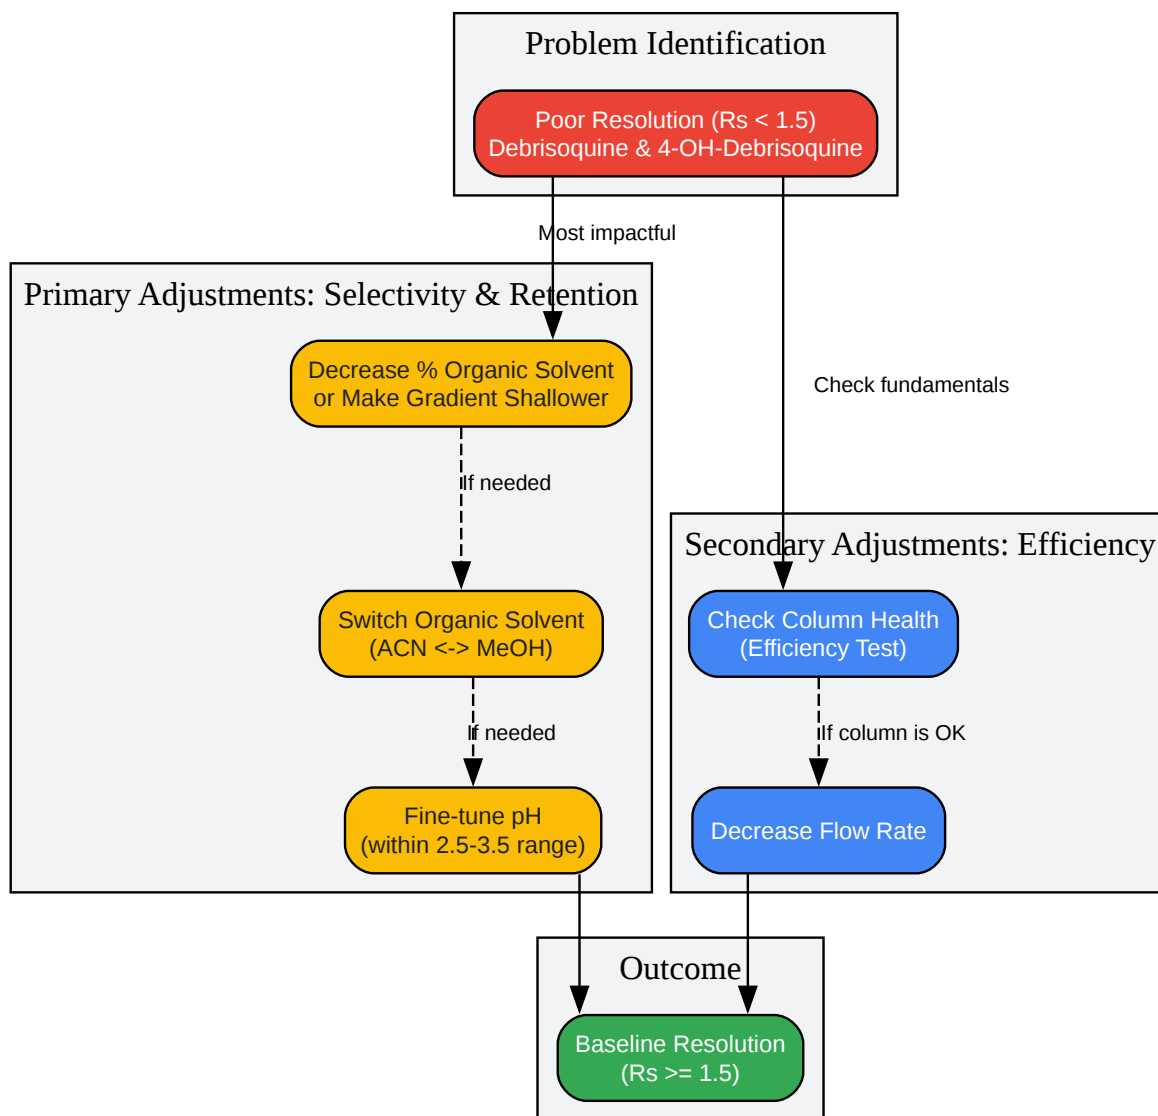 Problem Identification
Poor Resolution (Rs < 1.5)
Debrisoquine & 4-OH-Debrisoquine
Most impactful
Primary Adjustments: Selectivity & Retention
Decrease % Organic Solvent
or Make Gradient Shallower
Check fundamentals
If needed
Secondary Adjustments: Efficiency
Switch Organic Solvent
(ACN <-> MeOH)
Check Column Health
(Efficiency Test)
If needed
If column is OK
Fine-tune pH
(within 2.5-3.5 range)
Decrease Flow Rate
Outcome
Baseline Resolution
(Rs >= 1.5)